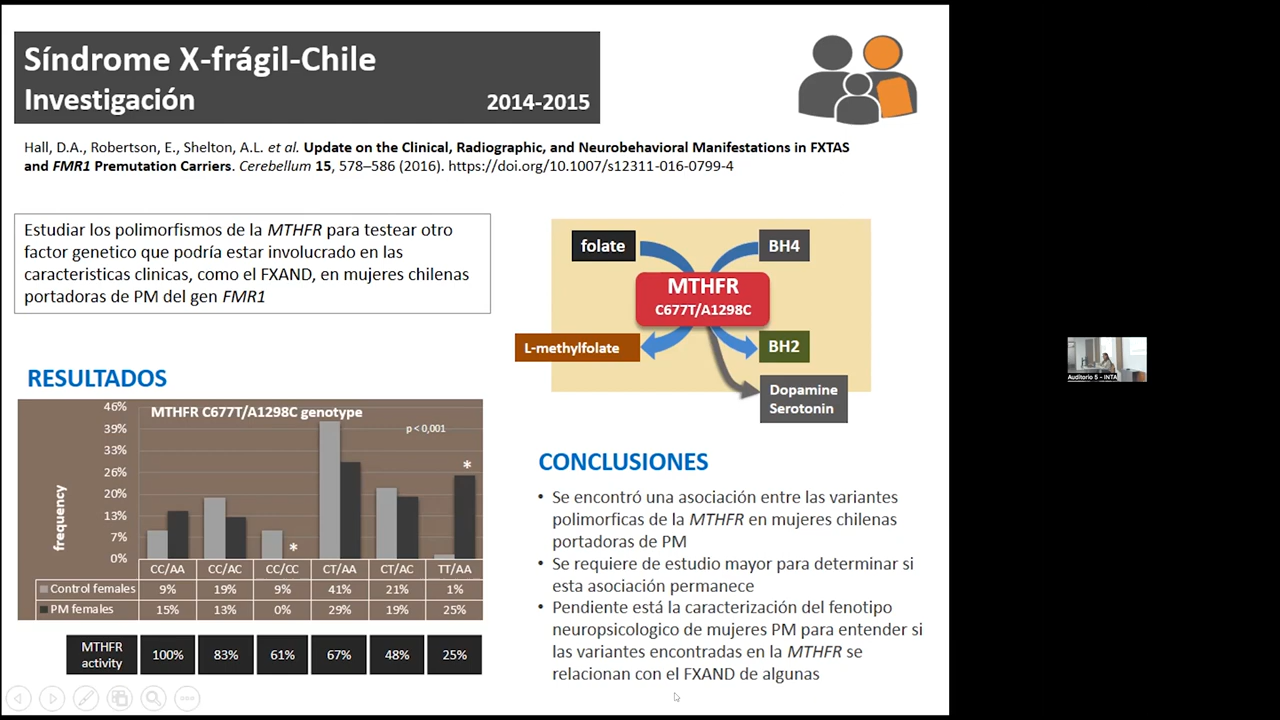 Síndrome X-frágil-Chile
Investigación 2014-2015
Hall, D.A., Robertson, E., Shelton, A.L. et al. Update on the Clinical, Radiographic, and Neurobehavioral Manifestations in FXTAS
and FMR1 Premutation Carriers. Cerebellum 15, 578–586 (2016). https://doi.org/10.1007/s12311-016-0799-4
Estudiar los polimorfismos de la MTHFR para testear otro
factor genetico que podría estar involucrado en las
caracteristicas clinicas, como el FXAND, en mujeres chilenas
portadoras de PM del gen FMR1
folate
BH4
MTHFR
C677T/A1298C
L-methylfolate
BH2
Dopamine
Serotonin
RESULTADOS
MTHFR C677T/A1298C genotype
p < 0,001
frequency
46%
39%
33%
26%
20%
13%
7%
0%
*
*
CC/AA CC/AC CC/CC CT/AA CT/AC TT/AA
Control females 9% 19% 9% 41% 21% 1%
PM females 15% 13% 0% 29% 19% 25%
MTHFR
activity
100% 83% 61% 67% 48% 25%
CONCLUSIONES
• Se encontró una asociación entre las variantes
polimorficas de la MTHFR en mujeres chilenas
portadoras de PM
• Se requiere de estudio mayor para determinar si
esta asociación permanece
• Pendiente está la caracterización del fenotipo
neuropsicologico de mujeres PM para entender si
las variantes encontradas en la MTHFR se
relacionan con el FXAND de algunas
Auditorio 5 - INTA